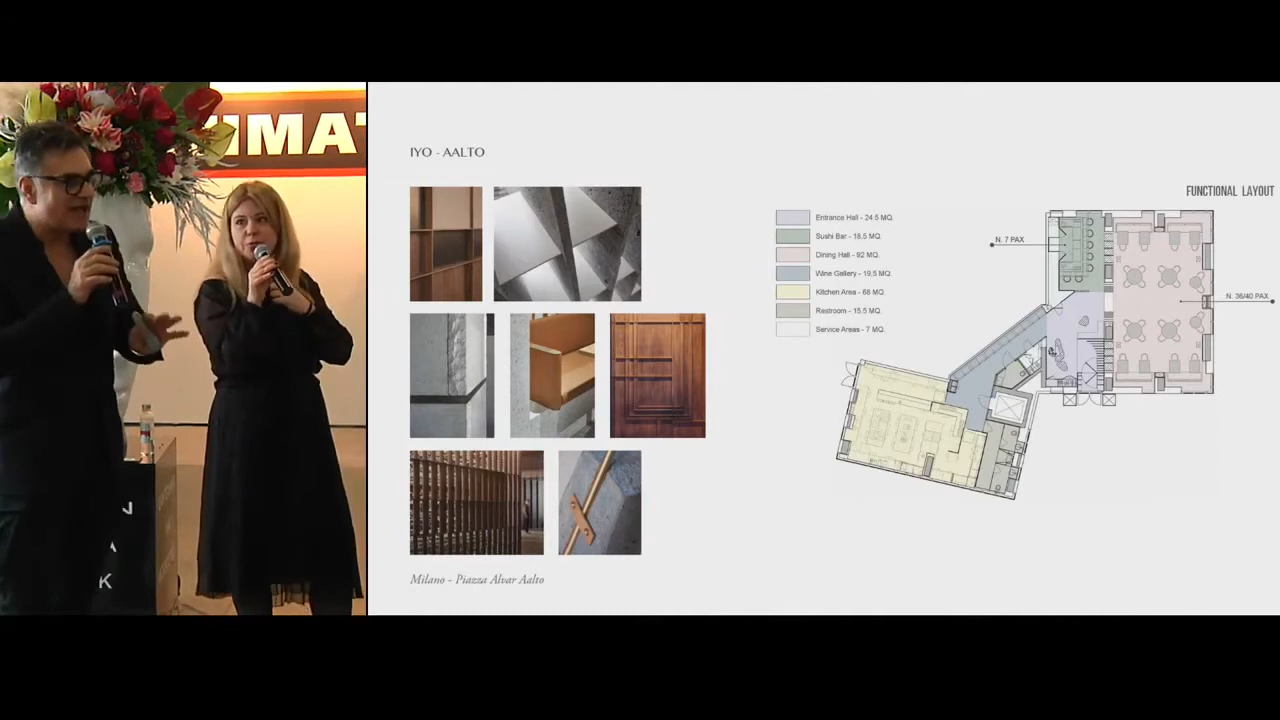 IMAT
N
A
K
IYO - AALTO
FUNCTIONAL LAYOUT
Entrance Hall - 24.5 MQ.
Sushi Bar - 18.5 MQ.
Dining Hall - 92 MQ.
Wine Gallery - 19,5 MQ.
Kitchen Area - 68 MQ.
Restroom - 15.5 MQ.
Service Areas - 7 MQ.
N. 7 PAX
N. 36/40 PAX
Milano - Piazza Alvar Aalto